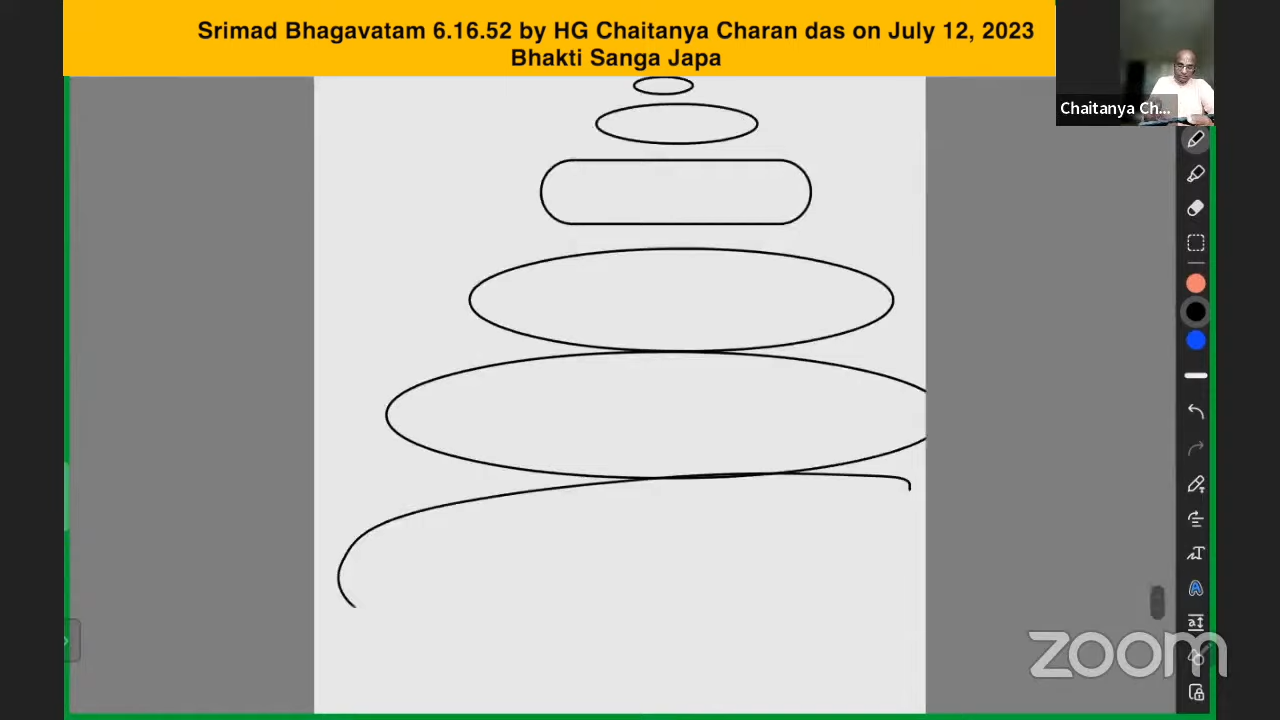 Srimad Bhagavatam 6.16.52 by HG Chaitanya Charan das on July 12, 2023
Bhakti Sanga Japa
Chaitanya Ch...
zoom